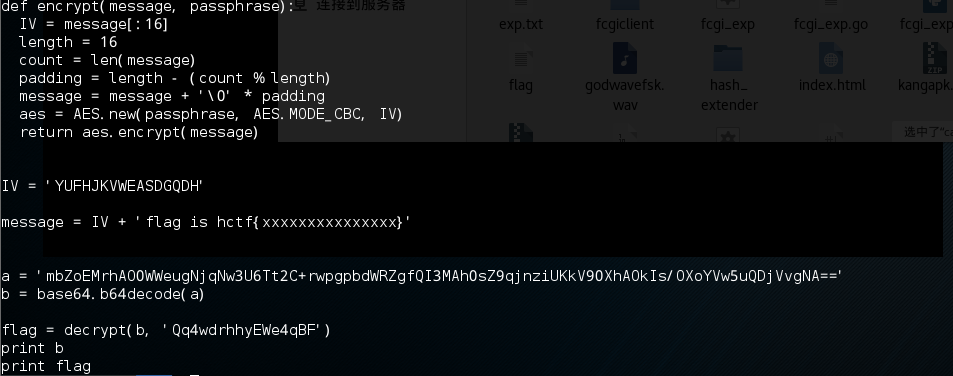 def encrypt(message, passphrase):
连接到服务器
IV = message[:16]
length = 16
count = len(message)
padding = length - (count % length)
message = message + '\0' * padding
aes = AES.new(passphrase, AES.MODE_CBC, IV)
return aes.encrypt(message)
exp.txt
fcgiclient
fcgi_exp
fcgi_exp.go
fcgi_exp
flag
godwavefsk.
wav
hash_
extender
index.html
kangapk.
ZIP
选中了"ca
IV = 'YUFHJKVWEASDGQDH'
message = IV + 'flag is hctf{xxxxxxxxxxxxxxx}'
a = 'mbZoEMrhAO0WWeugNjqNw3U6Tt2C+rwpgpbdWRZgfQI3MAh0sZ9qjnziUKkV90XhAOkIs/OXoYVw5uQDjVvgNA=='
b = base64.b64decode(a)
flag = decrypt(b, 'Qq4wdrhhyEWe4qBF')
print b
print flag